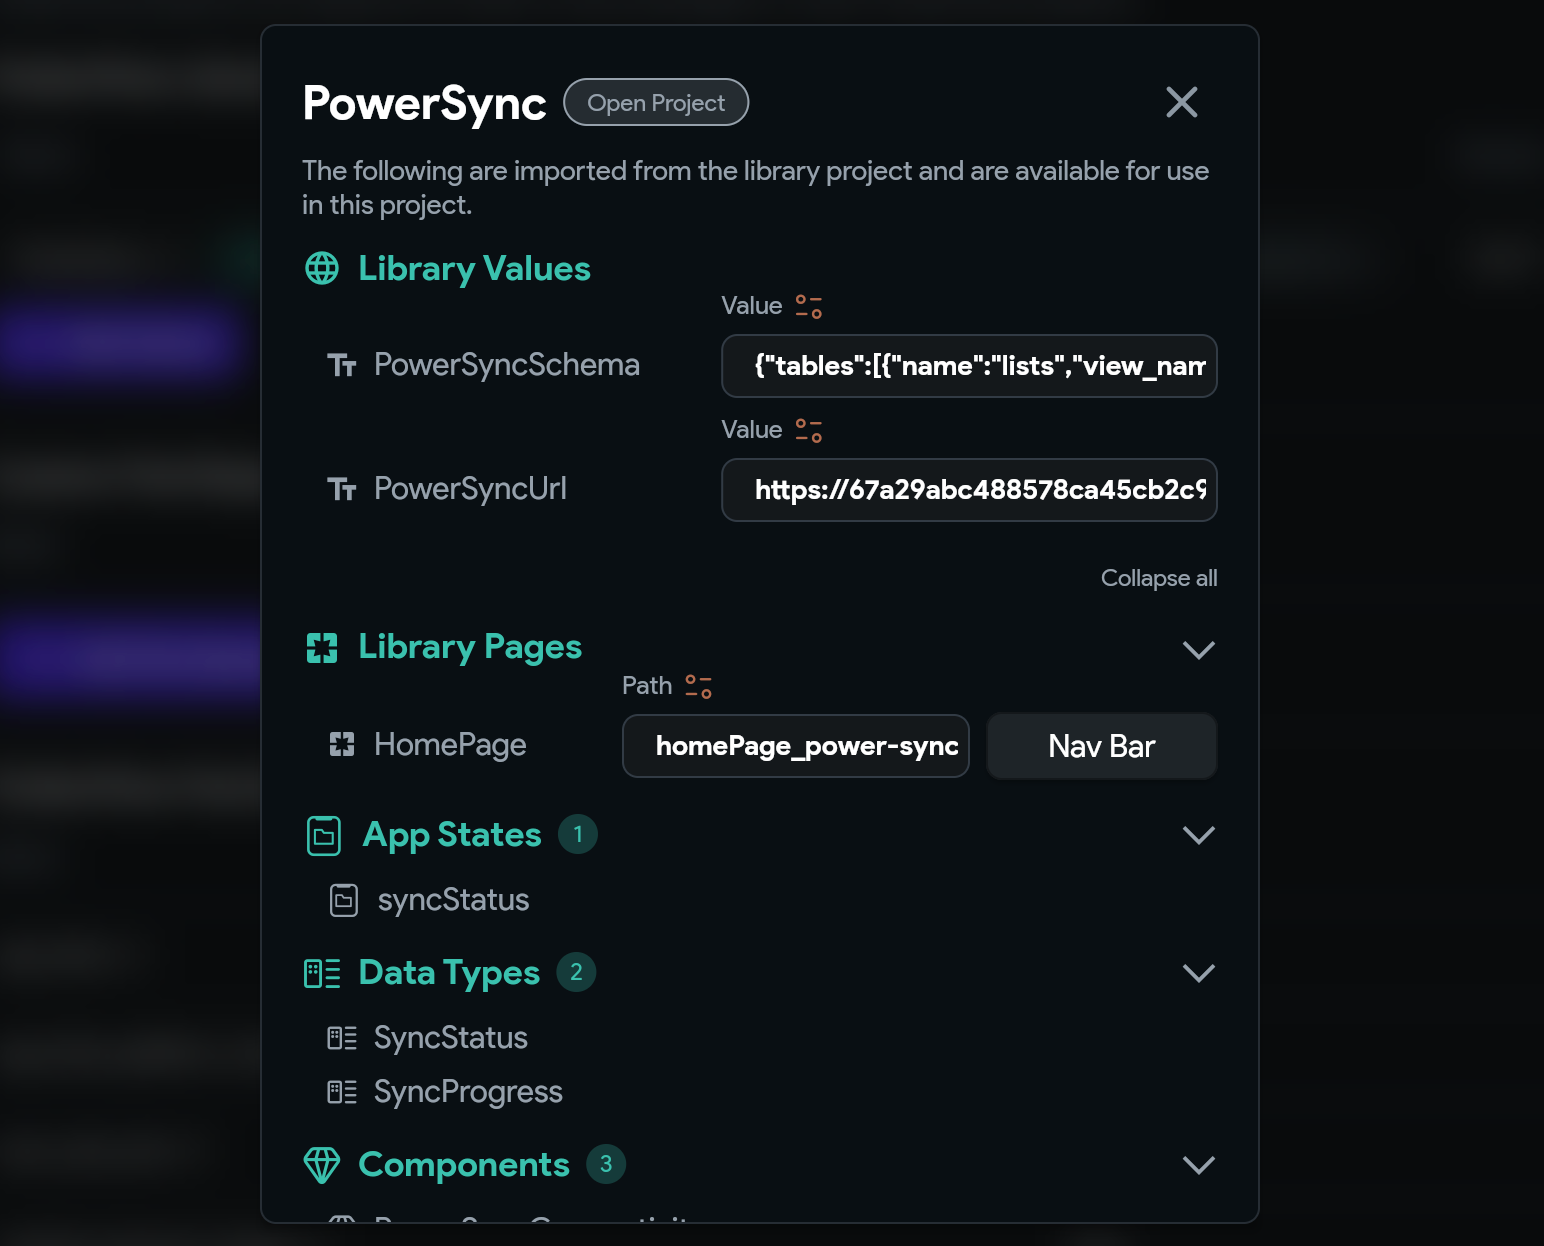 PowerSync
Open Project
The following are imported from the library project and are available for use
in this project.
Library Values
Value
PowerSyncSchema
{"tables":[{"name":"lists","view_nam
Value
PowerSyncUrl
https://67a29abc488578ca45cb2c9
Collapse all
Library Pages
Path
HomePage
homePage_power-sync
Nav Bar
App States 1
syncStatus
Data Types 2
SyncStatus
SyncProgress
Components 3